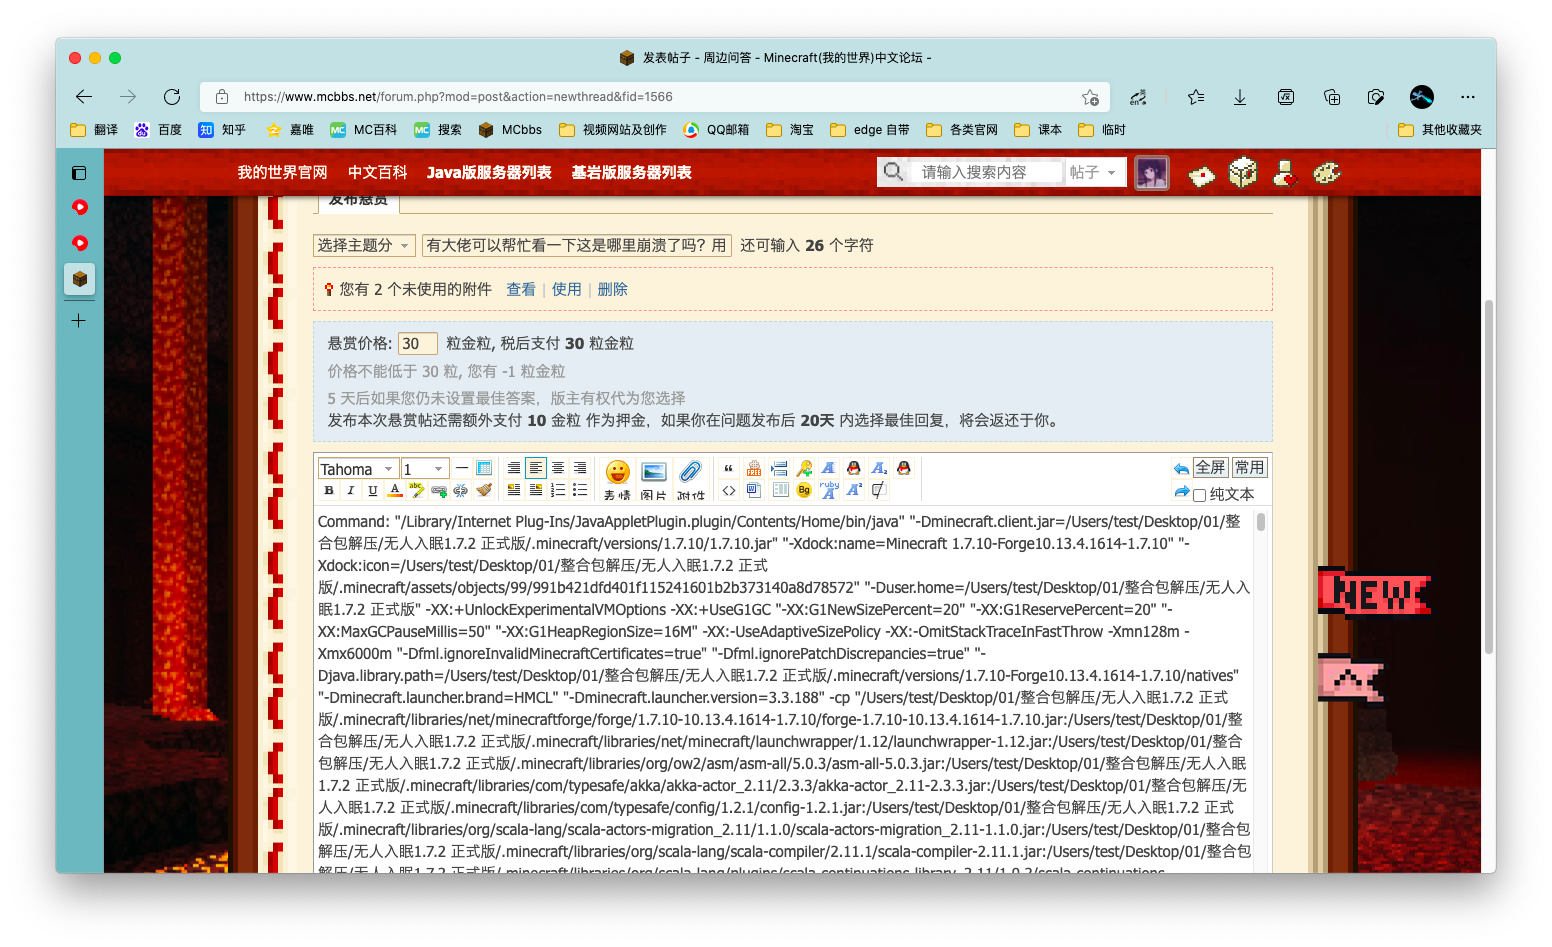 发表帖子 - 周边问答 - Minecraft(我的世界)中文论坛 -
https://www.mcbbs.net/forum.php?mod=post&action=newthread&fid=1566
翻译 百度 知乎 嘉唯 MC百科 搜索 MCbbs 视频网站及创作 QQ邮箱 淘宝 edge 自带 各类官网 课本 临时 其他收藏夹
我的世界官网 中文百科 Java版服务器列表 基岩版服务器列表 请输入搜索内容 帖子
发布悬赏
选择主题分 有大佬可以帮忙看一下这是哪里崩溃了吗？用 还可输入 26 个字符
您有 2 个未使用的附件 查看 | 使用 | 删除
悬赏价格: 30 粒金粒, 税后支付 30 粒金粒
价格不能低于 30 粒, 您有 -1 粒金粒
5 天后如果您仍未设置最佳答案，版主有权代为您选择
发布本次悬赏帖还需额外支付 10 金粒 作为押金，如果你在问题发布后 20天 内选择最佳回复，将会返还于你。
Tahoma 1 全屏 常用
B I U A 表情 图片 附件 Bg ruby 纯文本
Command: "/Library/Internet Plug-Ins/JavaAppletPlugin.plugin/Contents/Home/bin/java" "-Dminecraft.client.jar=/Users/test/Desktop/01/整
合包解压/无人入眠1.7.2 正式版/.minecraft/versions/1.7.10/1.7.10.jar" "-Xdock:name=Minecraft 1.7.10-Forge10.13.4.1614-1.7.10" "-
Xdock:icon=/Users/test/Desktop/01/整合包解压/无人入眠1.7.2 正式
版/.minecraft/assets/objects/99/991b421dfd401f115241601b2b373140a8d78572" "-Duser.home=/Users/test/Desktop/01/整合包解压/无人入
眠1.7.2 正式版" -XX:+UnlockExperimentalVMOptions -XX:+UseG1GC "-XX:G1NewSizePercent=20" "-XX:G1ReservePercent=20" "-
XX:MaxGCPauseMillis=50" "-XX:G1HeapRegionSize=16M" -XX:-UseAdaptiveSizePolicy -XX:-OmitStackTraceInFastThrow -Xmn128m -
Xmx6000m "-Dfml.ignoreInvalidMinecraftCertificates=true" "-Dfml.ignorePatchDiscrepancies=true" "-
Djava.library.path=/Users/test/Desktop/01/整合包解压/无人入眠1.7.2 正式版/.minecraft/versions/1.7.10-Forge10.13.4.1614-1.7.10/natives"
"-Dminecraft.launcher.brand=HMCL" "-Dminecraft.launcher.version=3.3.188" -cp "/Users/test/Desktop/01/整合包解压/无人入眠1.7.2 正式
版/.minecraft/libraries/net/minecraftforge/forge/1.7.10-10.13.4.1614-1.7.10/forge-1.7.10-10.13.4.1614-1.7.10.jar:/Users/test/Desktop/01/整
合包解压/无人入眠1.7.2 正式版/.minecraft/libraries/net/minecraft/launchwrapper/1.12/launchwrapper-1.12.jar:/Users/test/Desktop/01/整合
包解压/无人入眠1.7.2 正式版/.minecraft/libraries/org/ow2/asm/asm-all/5.0.3/asm-all-5.0.3.jar:/Users/test/Desktop/01/整合包解压/无人入眠
1.7.2 正式版/.minecraft/libraries/com/typesafe/akka/akka-actor_2.11/2.3.3/akka-actor_2.11-2.3.3.jar:/Users/test/Desktop/01/整合包解压/无
人入眠1.7.2 正式版/.minecraft/libraries/com/typesafe/config/1.2.1/config-1.2.1.jar:/Users/test/Desktop/01/整合包解压/无人入眠1.7.2 正式
版/.minecraft/libraries/org/scala-lang/scala-actors-migration_2.11/1.1.0/scala-actors-migration_2.11-1.1.0.jar:/Users/test/Desktop/01/整合包
解压/无人入眠1.7.2 正式版/.minecraft/libraries/org/scala-lang/scala-compiler/2.11.1/scala-compiler-2.11.1.jar:/Users/test/Desktop/01/整合包
解压/无人入眠1.7.2 正式版/.minecraft/libraries/org/scala-lang/plugins/scala-continuations-library_2.11/1.0.2/scala-continuations-
NEW